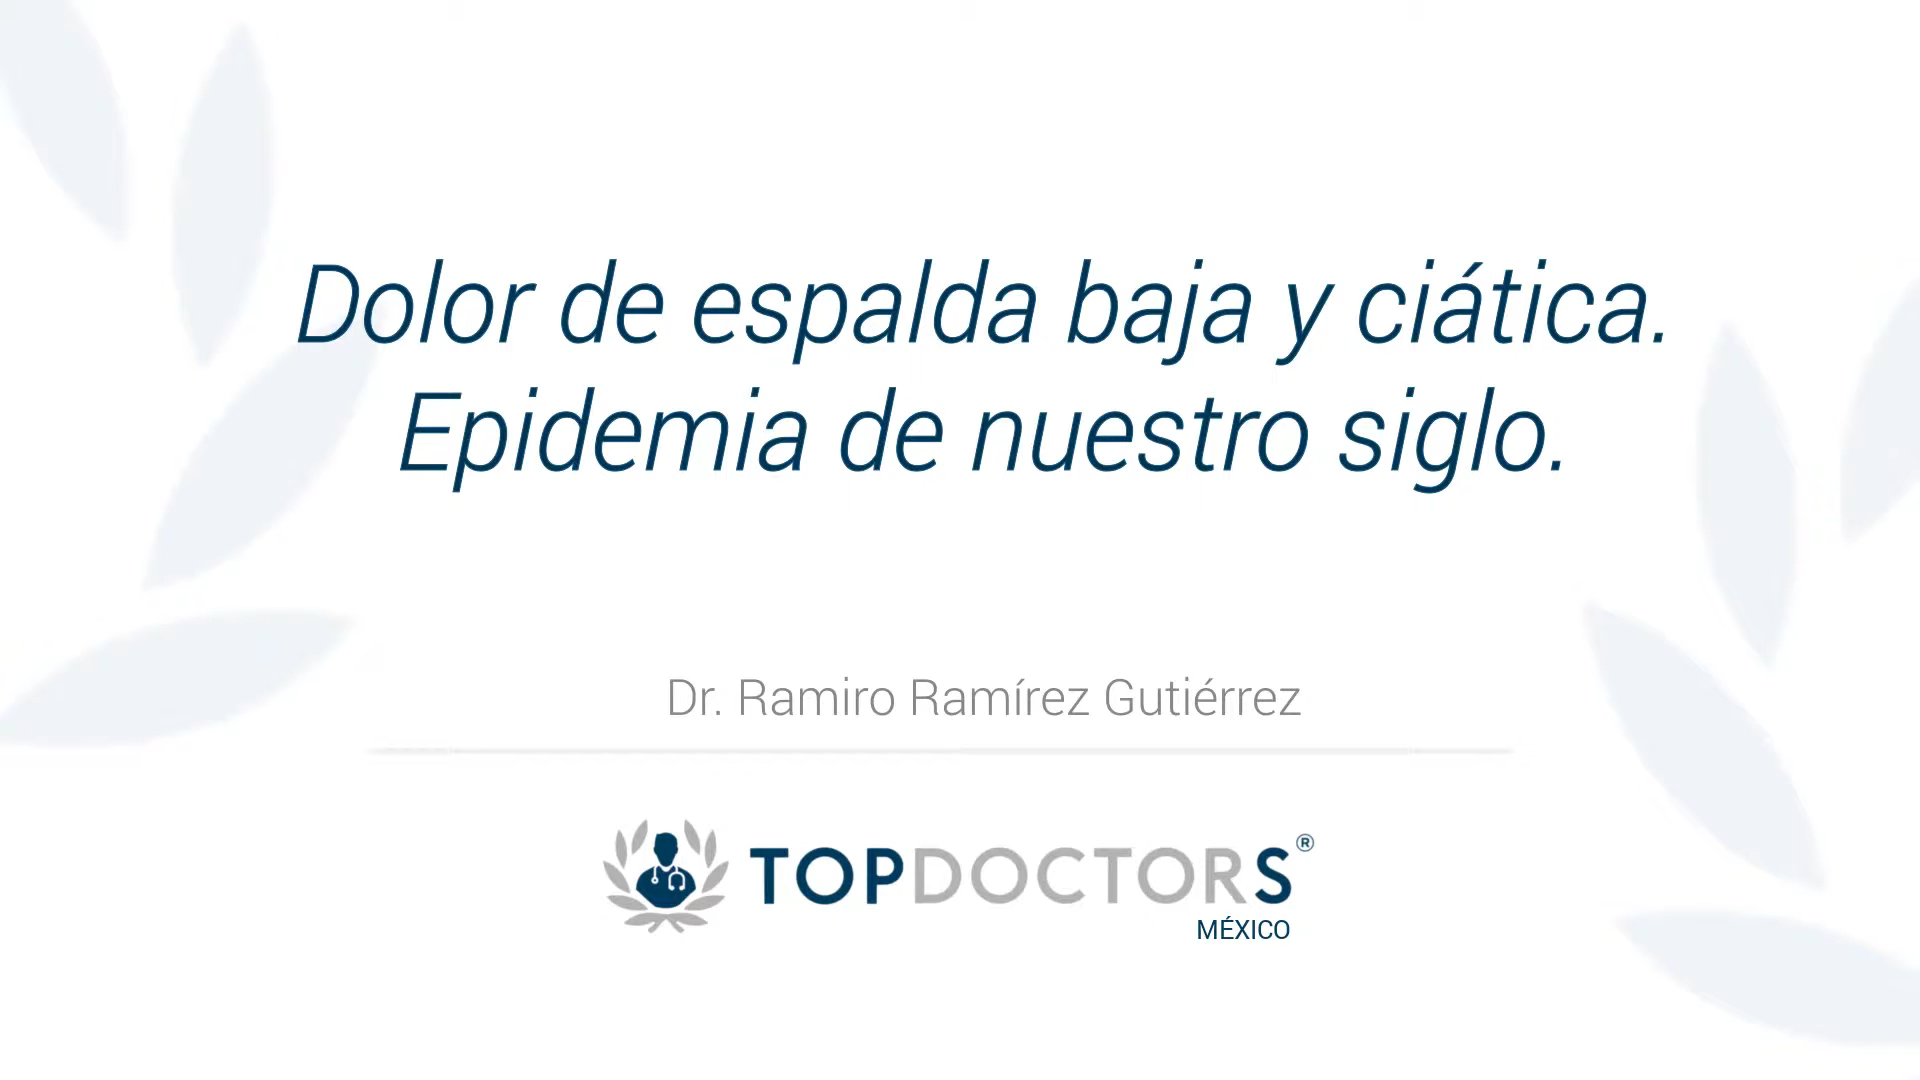 Dolor de espalda baja y ciática.
Epidemia de nuestro siglo.
Dr. Ramiro Ramírez Gutiérrez
TOPDOCTORS®
MÉXICO